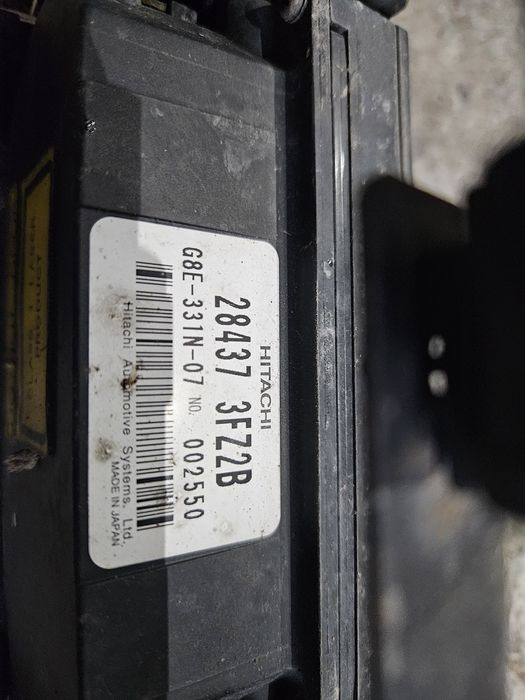 HITACHI
28437 3FZ2B
G8E-331N-07 NO. 002550
Hitachi Automotive Systems, Ltd.
MADE IN JAPAN